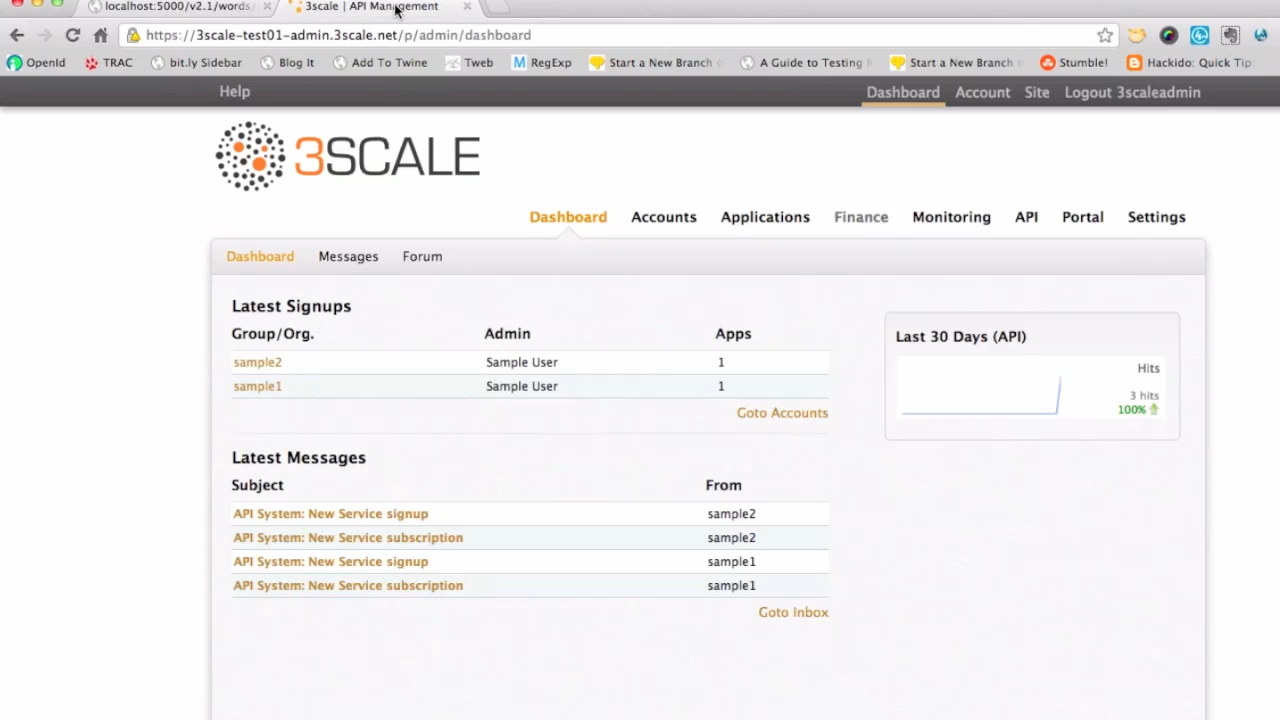 localhost:5000/v2.1/words
3scale | API Management
https://3scale-test01-admin.3scale.net/p/admin/dashboard
OpenId TRAC bit.ly Sidebar Blog It Add To Twine Tweb RegExp Start a New Branch A Guide to Testing Start a New Branch Stumble! Hackido: Quick Tip:
Help Dashboard Account Site Logout 3scaleadmin
3SCALE
Dashboard Accounts Applications Finance Monitoring API Portal Settings
Dashboard Messages Forum
Latest Signups
Group/Org. Admin Apps
sample2 Sample User 1
sample1 Sample User 1
Goto Accounts
Last 30 Days (API)
Hits
3 hits
100%
Latest Messages
Subject From
API System: New Service signup sample2
API System: New Service subscription sample2
API System: New Service signup sample1
API System: New Service subscription sample1
Goto Inbox